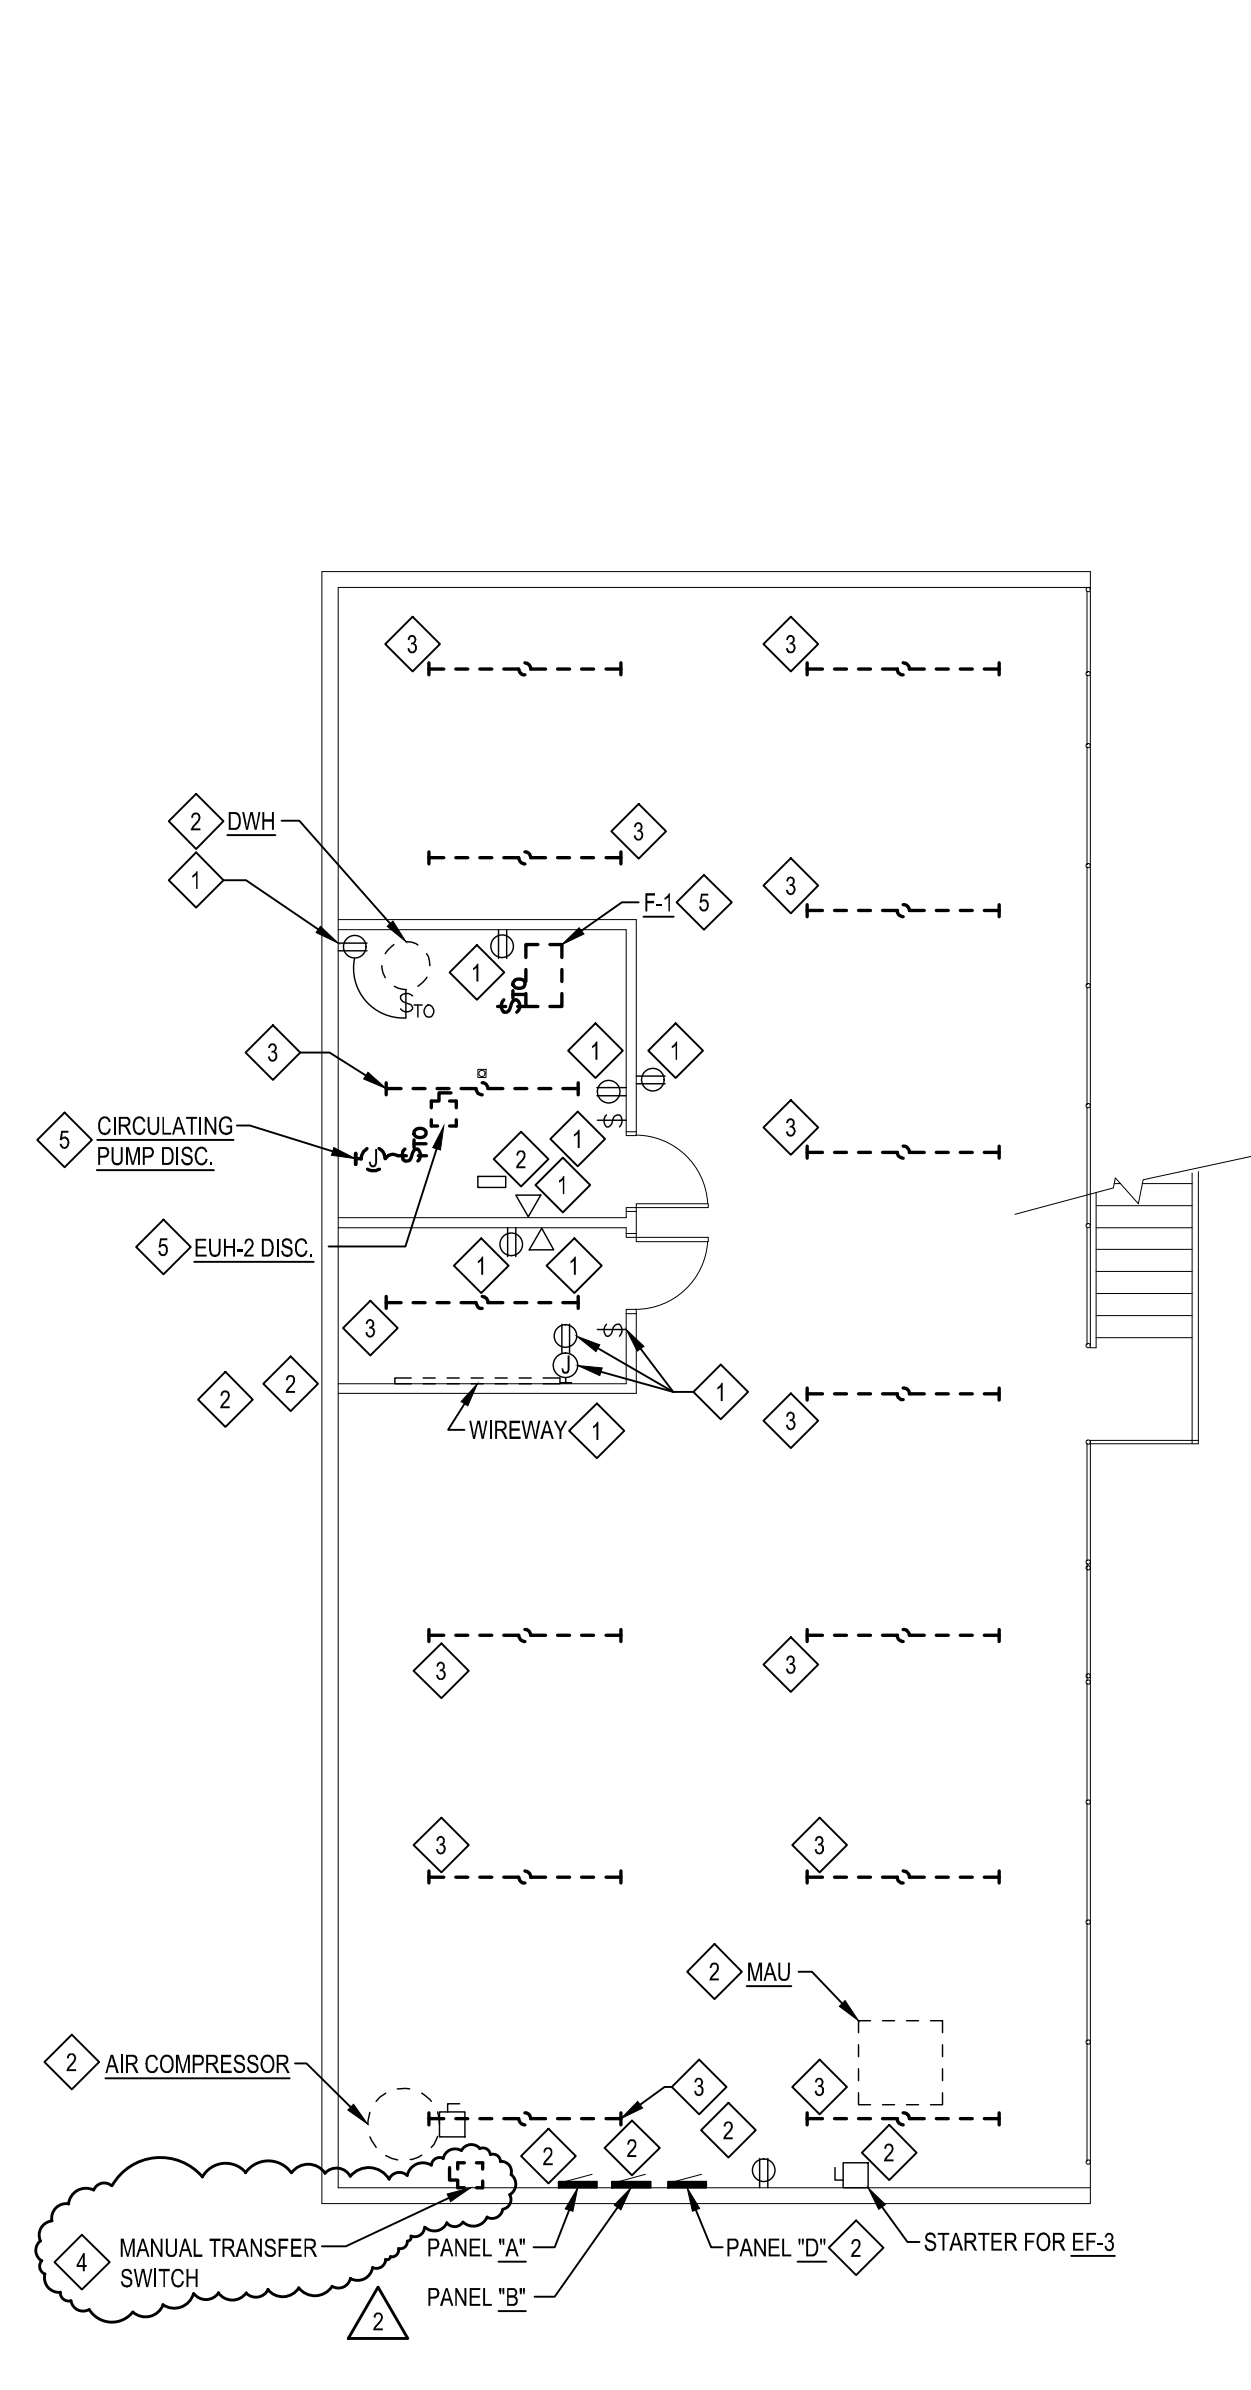 3
3
2 DWH
3
1
3
F-1 5
1
$TO
$TO
3
1
1
$
3
5 CIRCULATING
PUMP DISC.
J
$TO
1
2
1
5 EUH-2 DISC.
1
1
3
$
J
2
2
1
3
WIREWAY 1
3
3
3
3
2 MAU
2 AIR COMPRESSOR
3
3
2
2
2
2
4 MANUAL TRANSFER
SWITCH
PANEL "A"
PANEL "D" 2
STARTER FOR EF-3
PANEL "B"
2